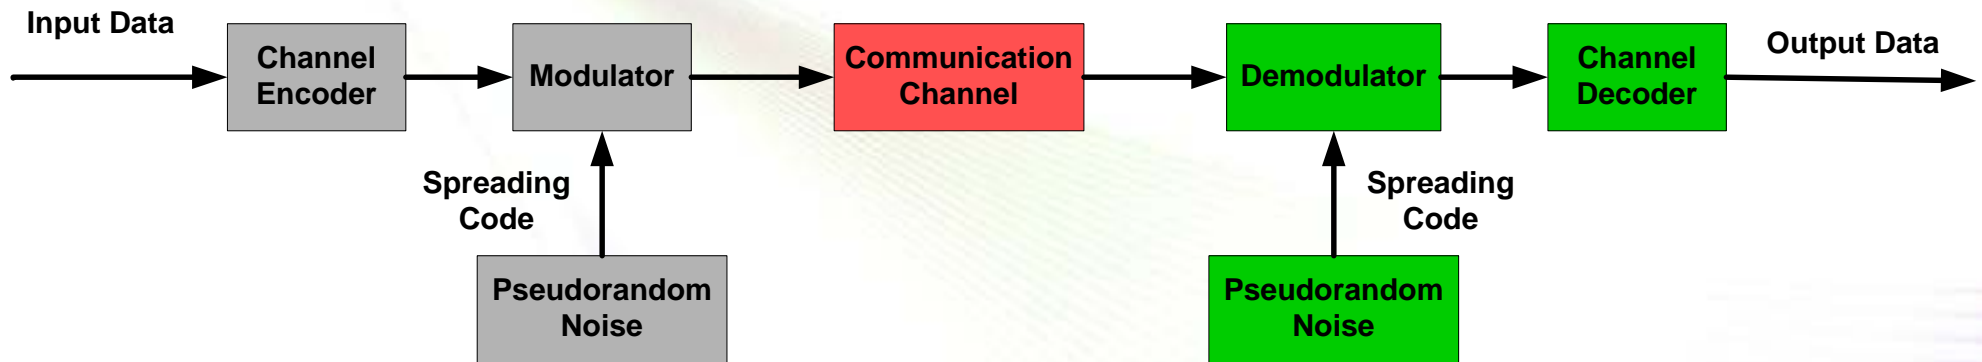 Input Data
Channel
Encoder
Modulator
Communication
Channel
Demodulator
Channel
Decoder
Output Data
Spreading
Code
Spreading
Code
Pseudorandom
Noise
Pseudorandom
Noise